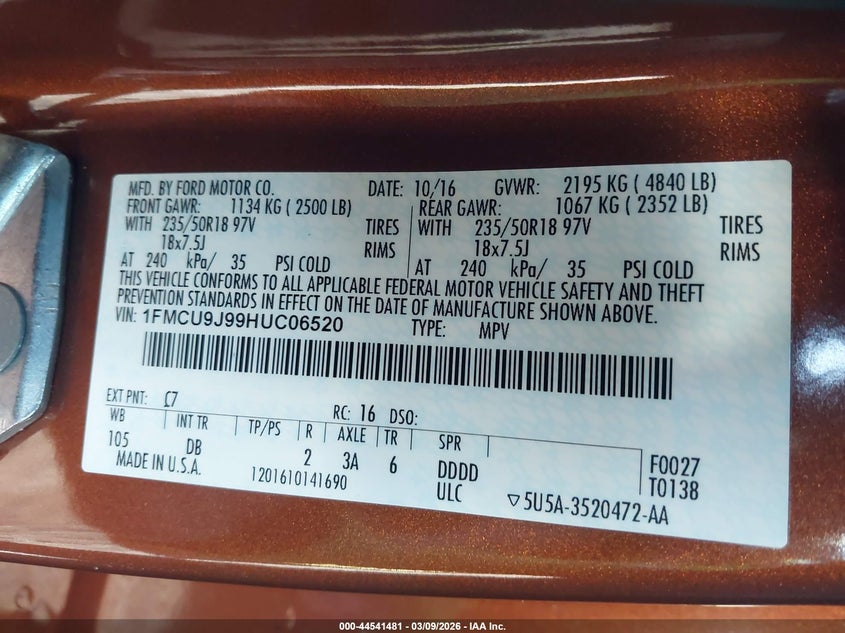 MFD. BY FORD MOTOR CO. DATE: 10/16 GVWR: 2195 KG ( 4840 LB)
FRONT GAWR: 1134 KG ( 2500 LB) REAR GAWR: 1067 KG ( 2352 LB)
WITH 235/50R18 97V TIRES WITH 235/50R18 97V TIRES
18x7.5J RIMS 18x7.5J RIMS
AT 240 kPa/ 35 PSI COLD AT 240 kPa/ 35 PSI COLD
THIS VEHICLE CONFORMS TO ALL APPLICABLE FEDERAL MOTOR VEHICLE SAFETY AND THEFT
PREVENTION STANDARDS IN EFFECT ON THE DATE OF MANUFACTURE SHOWN ABOVE.
VIN: 1FMCU9J99HUC06520 TYPE: MPV
EXT PNT: C7 RC: 16 DSO:
WB INT TR TP/PS R AXLE TR SPR
105 DB 2 3A 6 DDDD F0027
MADE IN U.S.A. 1201610141690 ULC T0138
▽5U5A-3520472-AA
000-44541481 | 03/09/2026 - IAA Inc.